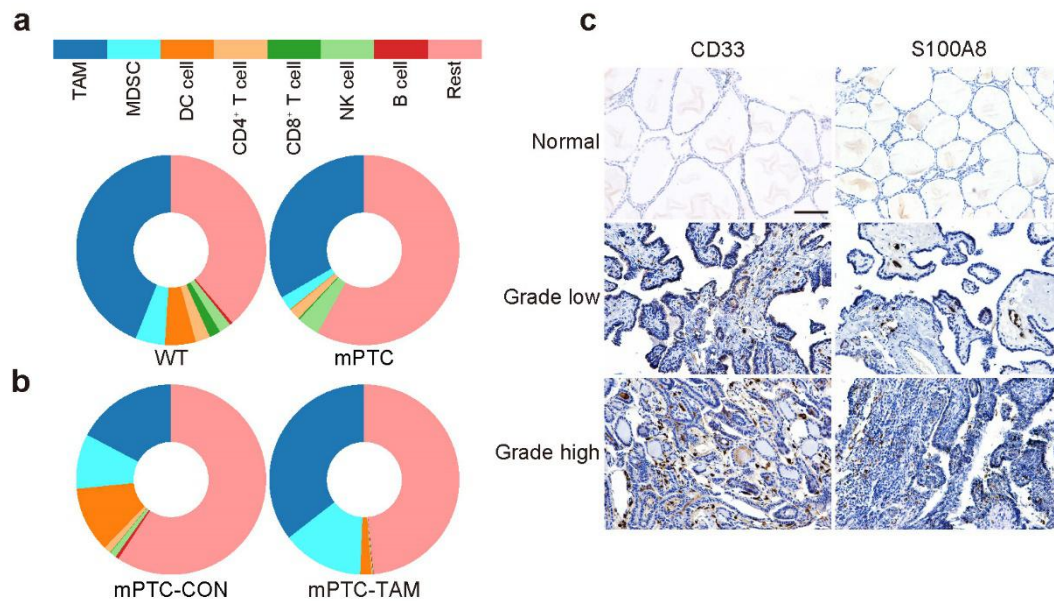 a
TAM
MDSC
DC cell
CD4⁺ T cell
CD8⁺ T cell
NK cell
B cell
Rest
WT
mPTC
b
mPTC-CON
mPTC-TAM
c
CD33
S100A8
Normal
Grade low
Grade high